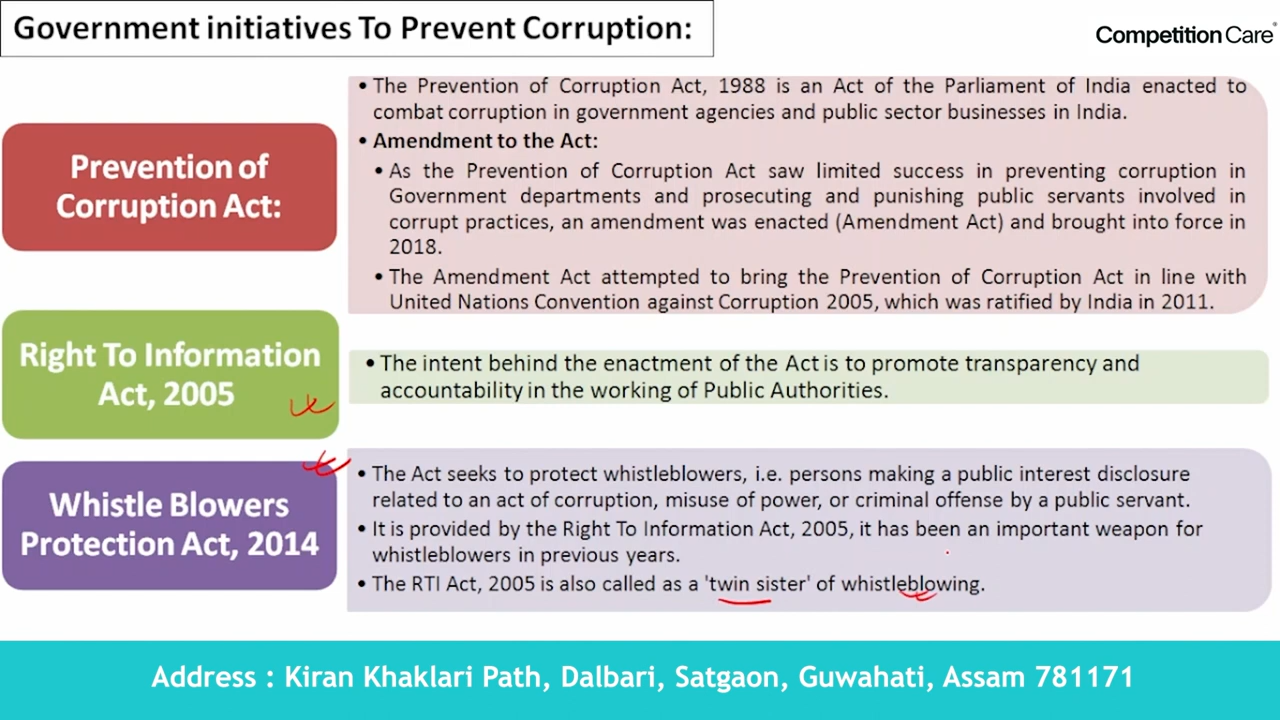 Government initiatives To Prevent Corruption:
Competition Care
Prevention of
Corruption Act:
• The Prevention of Corruption Act, 1988 is an Act of the Parliament of India enacted to
combat corruption in government agencies and public sector businesses in India.
• Amendment to the Act:
• As the Prevention of Corruption Act saw limited success in preventing corruption in
Government departments and prosecuting and punishing public servants involved in
corrupt practices, an amendment was enacted (Amendment Act) and brought into force in
2018.
• The Amendment Act attempted to bring the Prevention of Corruption Act in line with
United Nations Convention against Corruption 2005, which was ratified by India in 2011.
Right To Information
Act, 2005
• The intent behind the enactment of the Act is to promote transparency and
accountability in the working of Public Authorities.
Whistle Blowers
Protection Act, 2014
• The Act seeks to protect whistleblowers, i.e. persons making a public interest disclosure
related to an act of corruption, misuse of power, or criminal offense by a public servant.
• It is provided by the Right To Information Act, 2005, it has been an important weapon for
whistleblowers in previous years.
• The RTI Act, 2005 is also called as a 'twin sister' of whistleblowing.
Address : Kiran Khaklari Path, Dalbari, Satgaon, Guwahati, Assam 781171